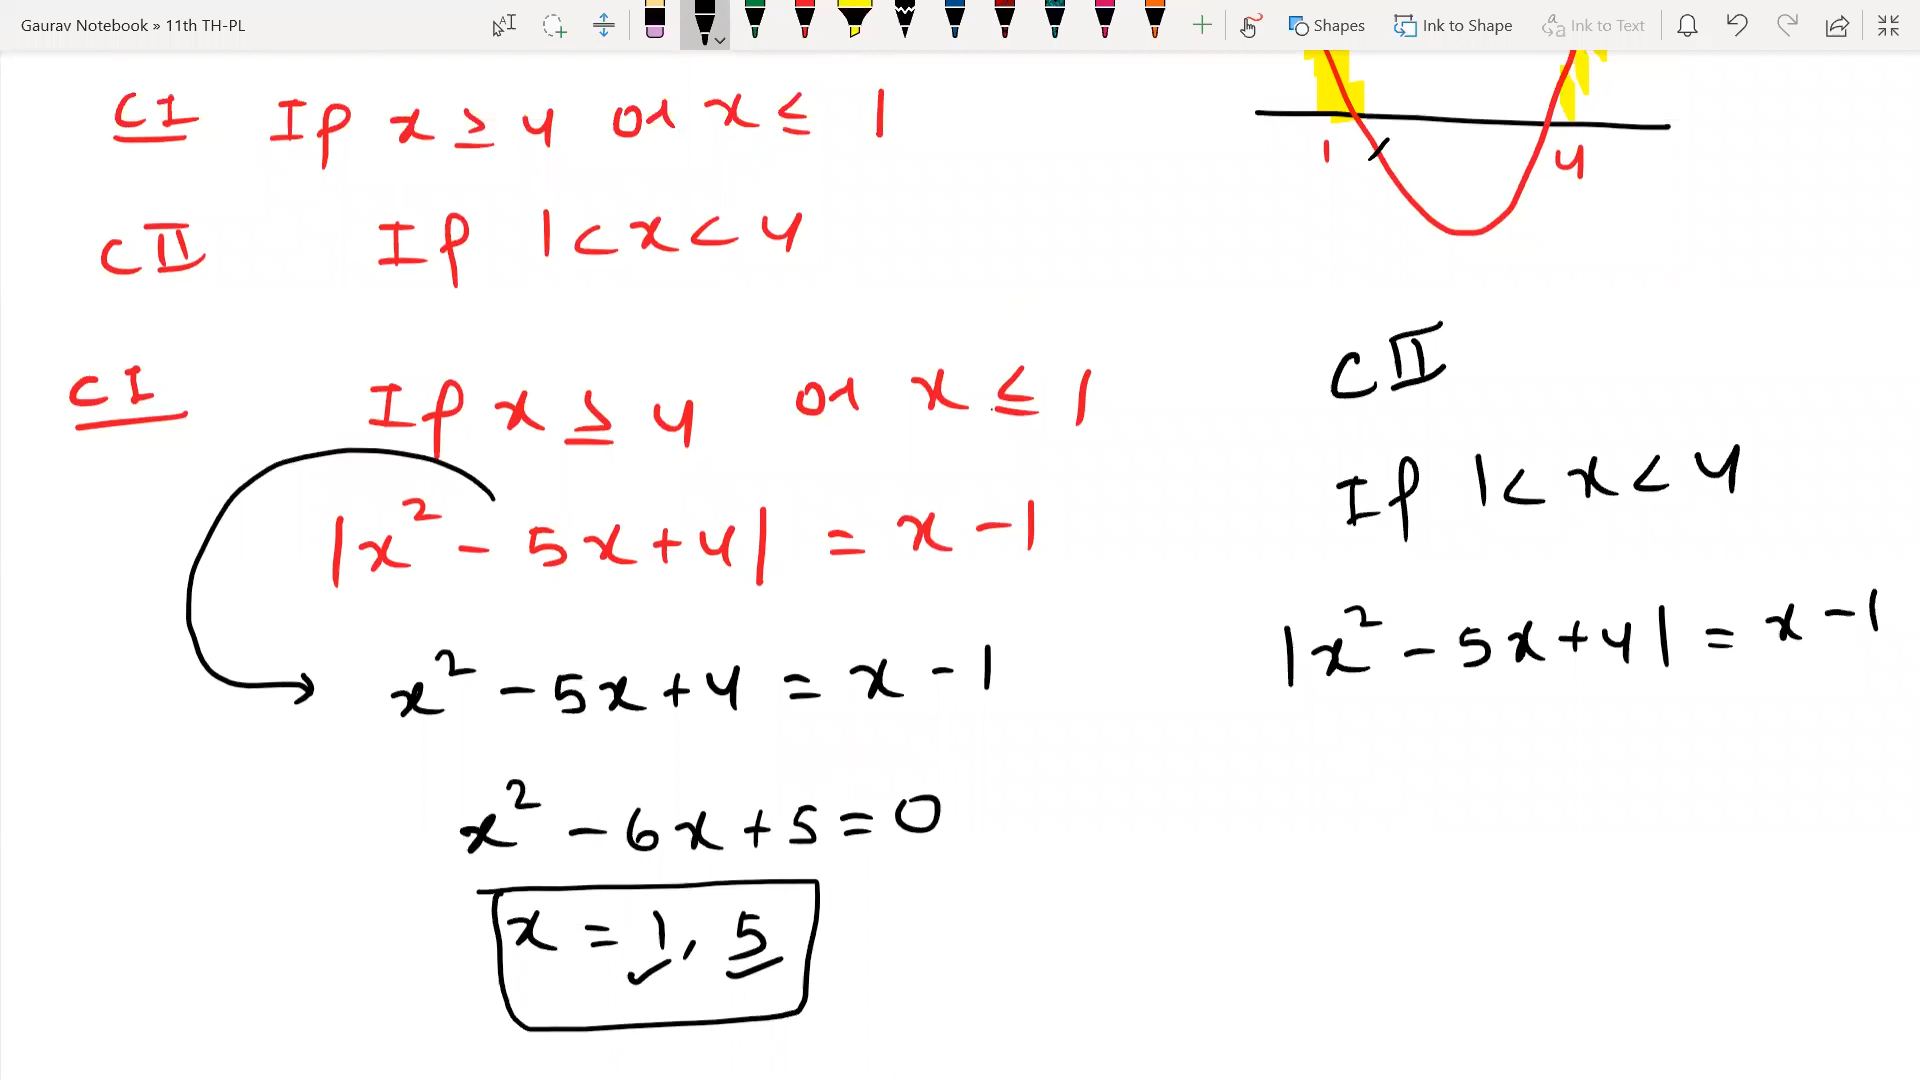 Gaurav Notebook » 11th TH-PL
Shapes
Ink to Shape
Ink to Text
CI If x ≥ 4 or x ≤ 1
1 4
CII If 1 < x < 4
CI If x ≥ 4 or x ≤ 1
|x² - 5x + 4| = x - 1
x² - 5x + 4 = x - 1
x² - 6x + 5 = 0
x = 1, 5
CII
If 1 < x < 4
|x² - 5x + 4| = x - 1